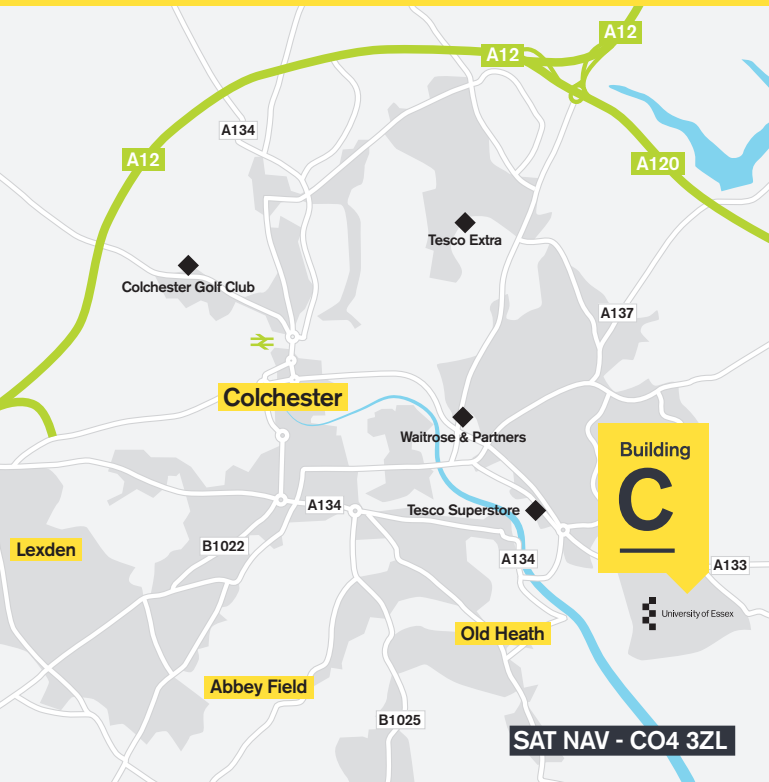 A12
A12
A134
A12
A120
Tesco Extra
Colchester Golf Club
A137
Colchester
Waitrose & Partners
Building
C
A134
Tesco Superstore
B1022
Lexden
A134
A133
University of Essex
Old Heath
Abbey Field
B1025
SAT NAV - CO4 3ZL